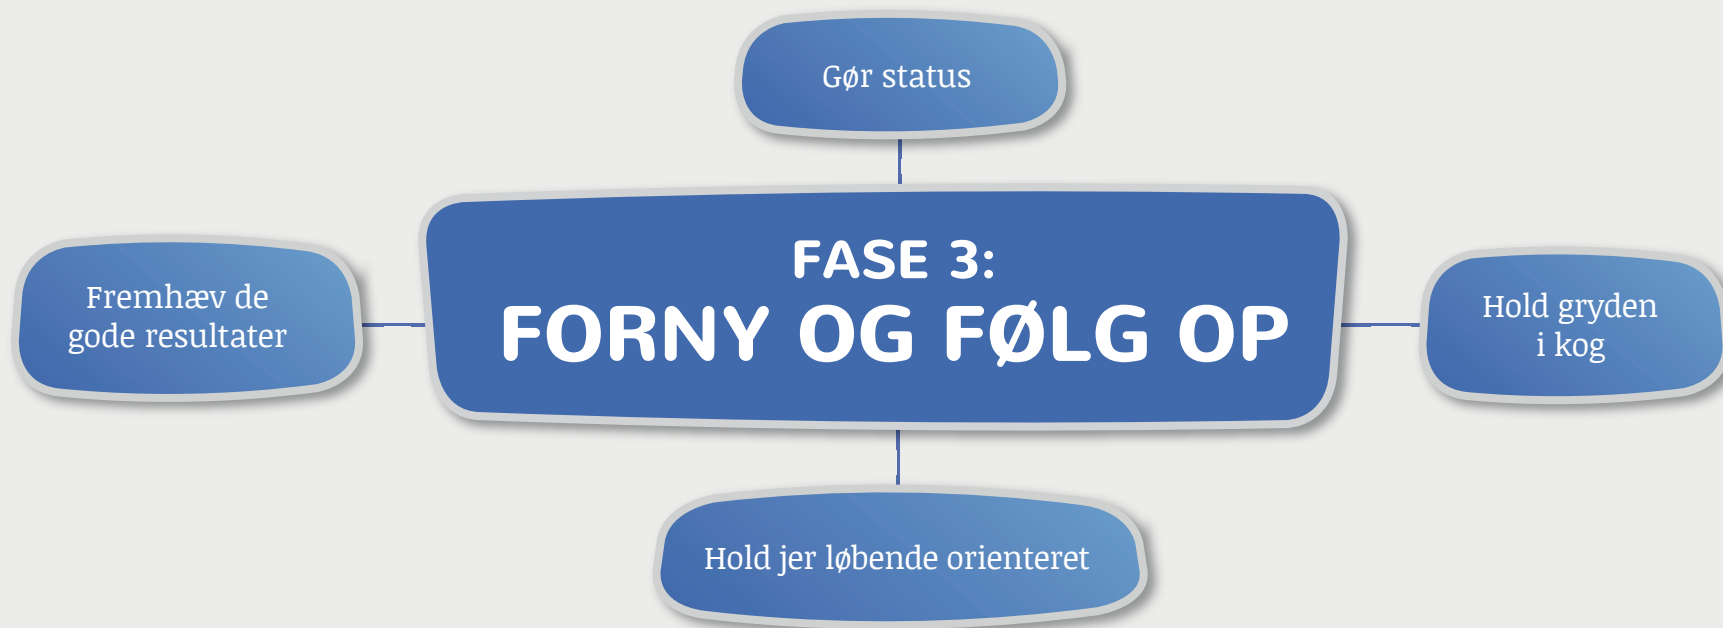 Gør status
FASE 3:
FORNY OG FØLG OP
Fremhæv de
gode resultater
Hold gryden
i kog
Hold jer løbende orienteret